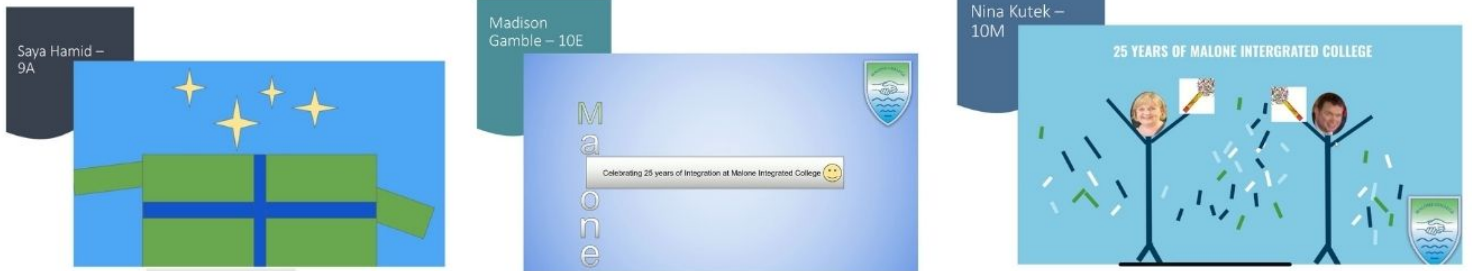 Saya Hamid –
9A
Madison
Gamble – 10E
Malone
Celebrating 25 years of Integration at Malone Integrated College
Nina Kutek –
10M
25 YEARS OF MALONE INTERGRATED COLLEGE